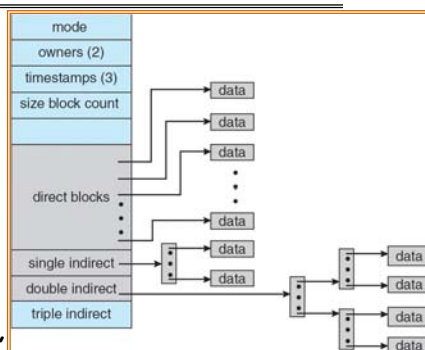 mode
owners (2)
timestamps (3)
size block count
data
data
data
direct blocks
data
data
single indirect
data
data
double indirect
data
triple indirect
data
data